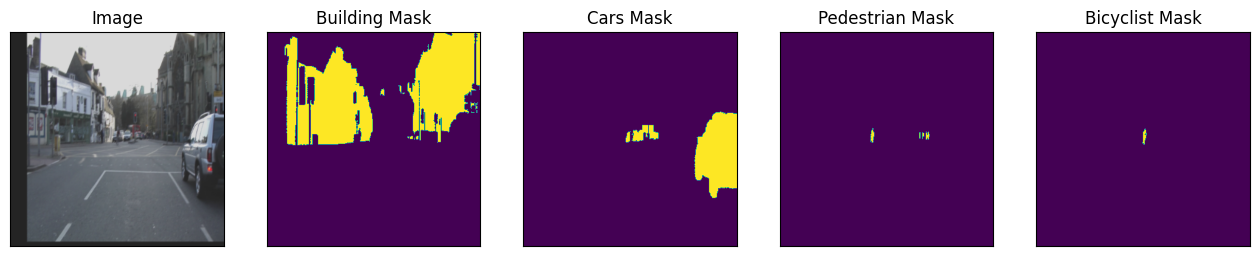 Image
Building Mask
Cars Mask
Pedestrian Mask
Bicyclist Mask